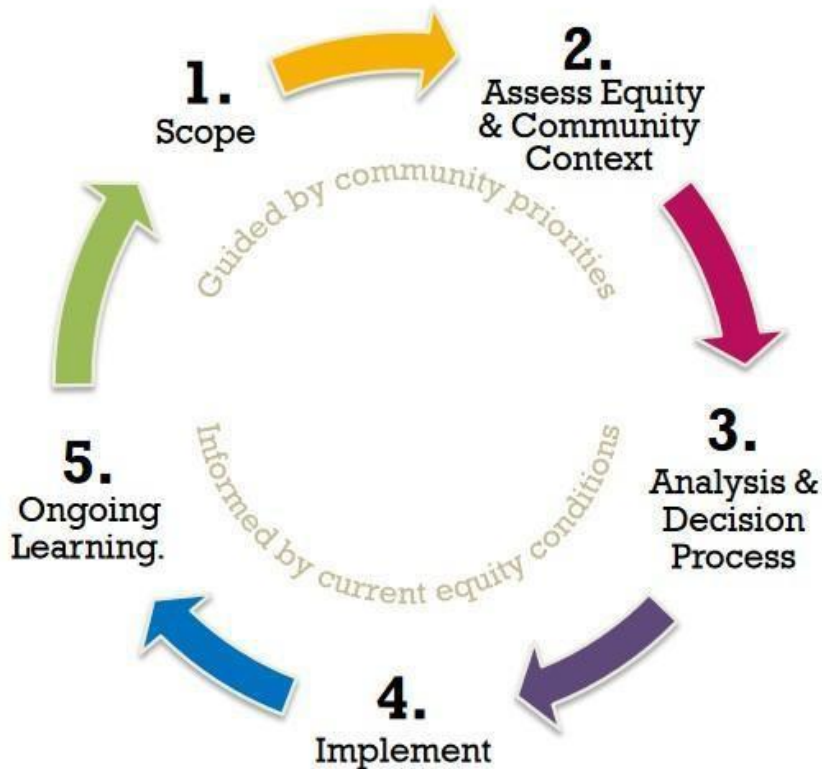 1.
Scope
2.
Assess Equity
& Community
Context
Guided by community priorities
3.
Analysis &
Decision
Process
4.
Implement
5.
Ongoing
Learning.
Informed by current equity conditions